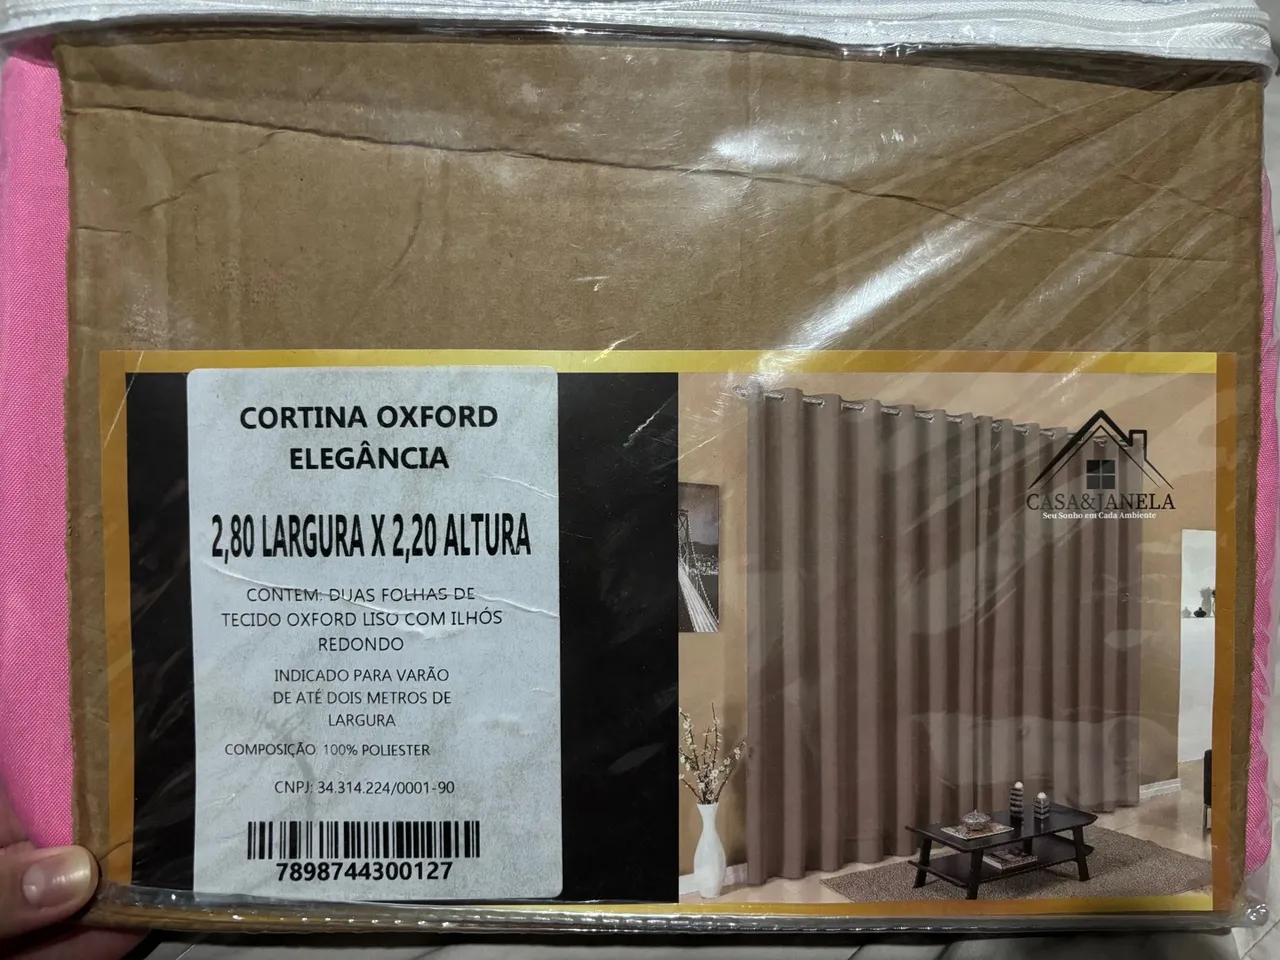 CORTINA OXFORD
ELEGÂNCIA
2,80 LARGURA X 2,20 ALTURA
CONTEM: DUAS FOLHAS DE
TECIDO OXFORD LISO COM ILHÓS
REDONDO
INDICADO PARA VARÃO
DE ATÉ DOIS METROS DE
LARGURA
COMPOSIÇÃO: 100% POLIESTER
CNPJ: 34.314.224/0001-90
7898744300127
CASA&JANELA
Seu Sonho em Cada Ambiente